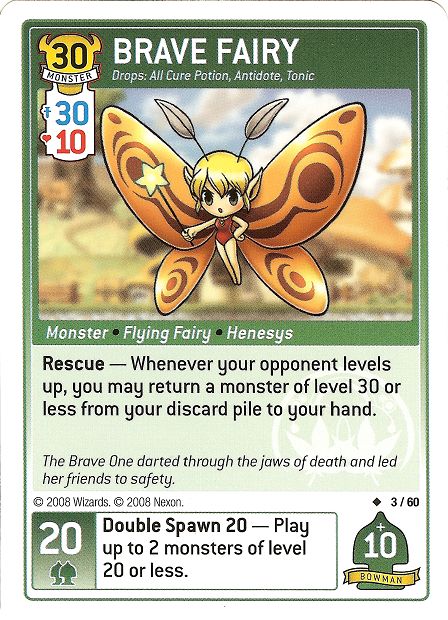 30
MONSTER
BRAVE FAIRY
Drops: All Cure Potion, Antidote, Tonic
30
10
Monster • Flying Fairy • Henesys
Rescue — Whenever your opponent levels
up, you may return a monster of level 30 or
less from your discard pile to your hand.
The Brave One darted through the jaws of death and led
her friends to safety.
© 2008 Wizards. © 2008 Nexon.
3 / 60
20
Double Spawn 20 — Play
up to 2 monsters of level
20 or less.
+
10
BOWMAN